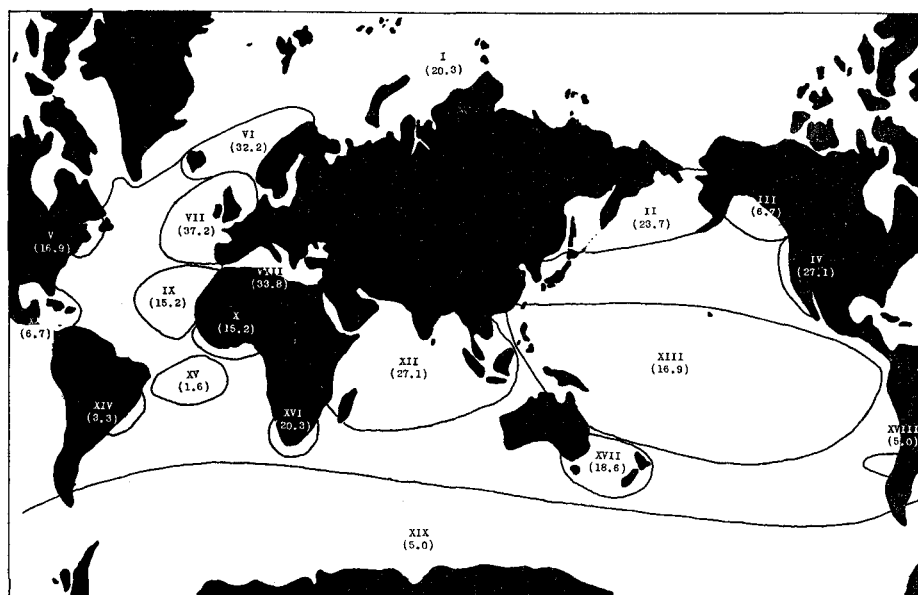 I
(20.3)
VI
(32.2)
II
(23.7)
III
(6.7)
VII
(37.2)
V
(16.9)
IV
(27.1)
VIII
(33.8)
IX
(15.2)
X
(15.2)
(6.7)
XII
(27.1)
XIII
(16.9)
XV
(1.6)
XIV
(3.3)
XVI
(20.3)
XVIII
(5.0)
XVII
(18.6)
XIX
(5.0)